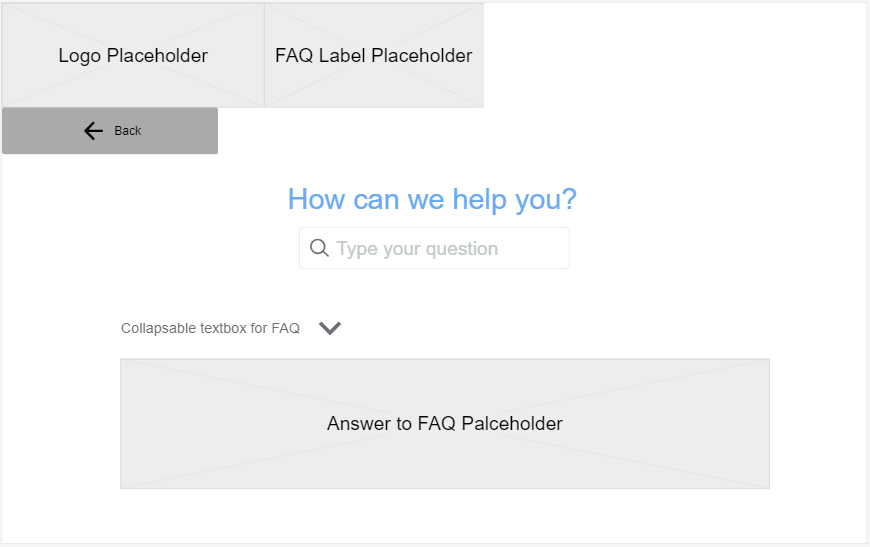 Logo Placeholder
FAQ Label Placeholder
Back
How can we help you?
Type your question
Collapsable textbox for FAQ
Answer to FAQ Palceholder